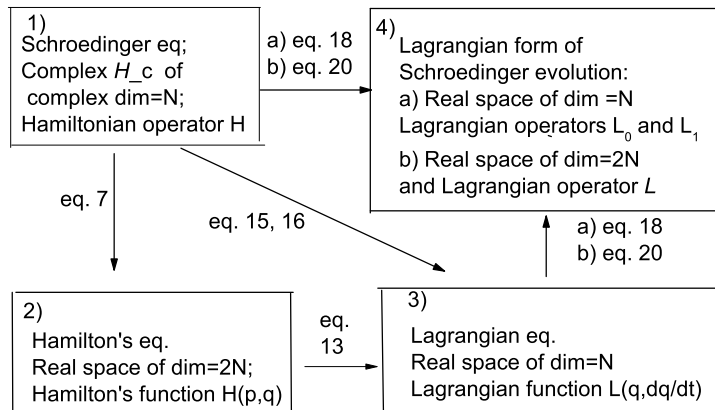 1)
Schroedinger eq;
Complex H_c of
complex dim=N;
Hamiltonian operator H
a) eq. 18
b) eq. 20
4)
Lagrangian form of
Schroedinger evolution:
a) Real space of dim =N
Lagrangian operators L₀ and L₁
b) Real space of dim=2N
and Lagrangian operator L
eq. 7
eq. 15, 16
a) eq. 18
b) eq. 20
2)
Hamilton's eq.
Real space of dim=2N;
Hamilton's function H(p,q)
eq.
13
3)
Lagrangian eq.
Real space of dim=N
Lagrangian function L(q,dq/dt)